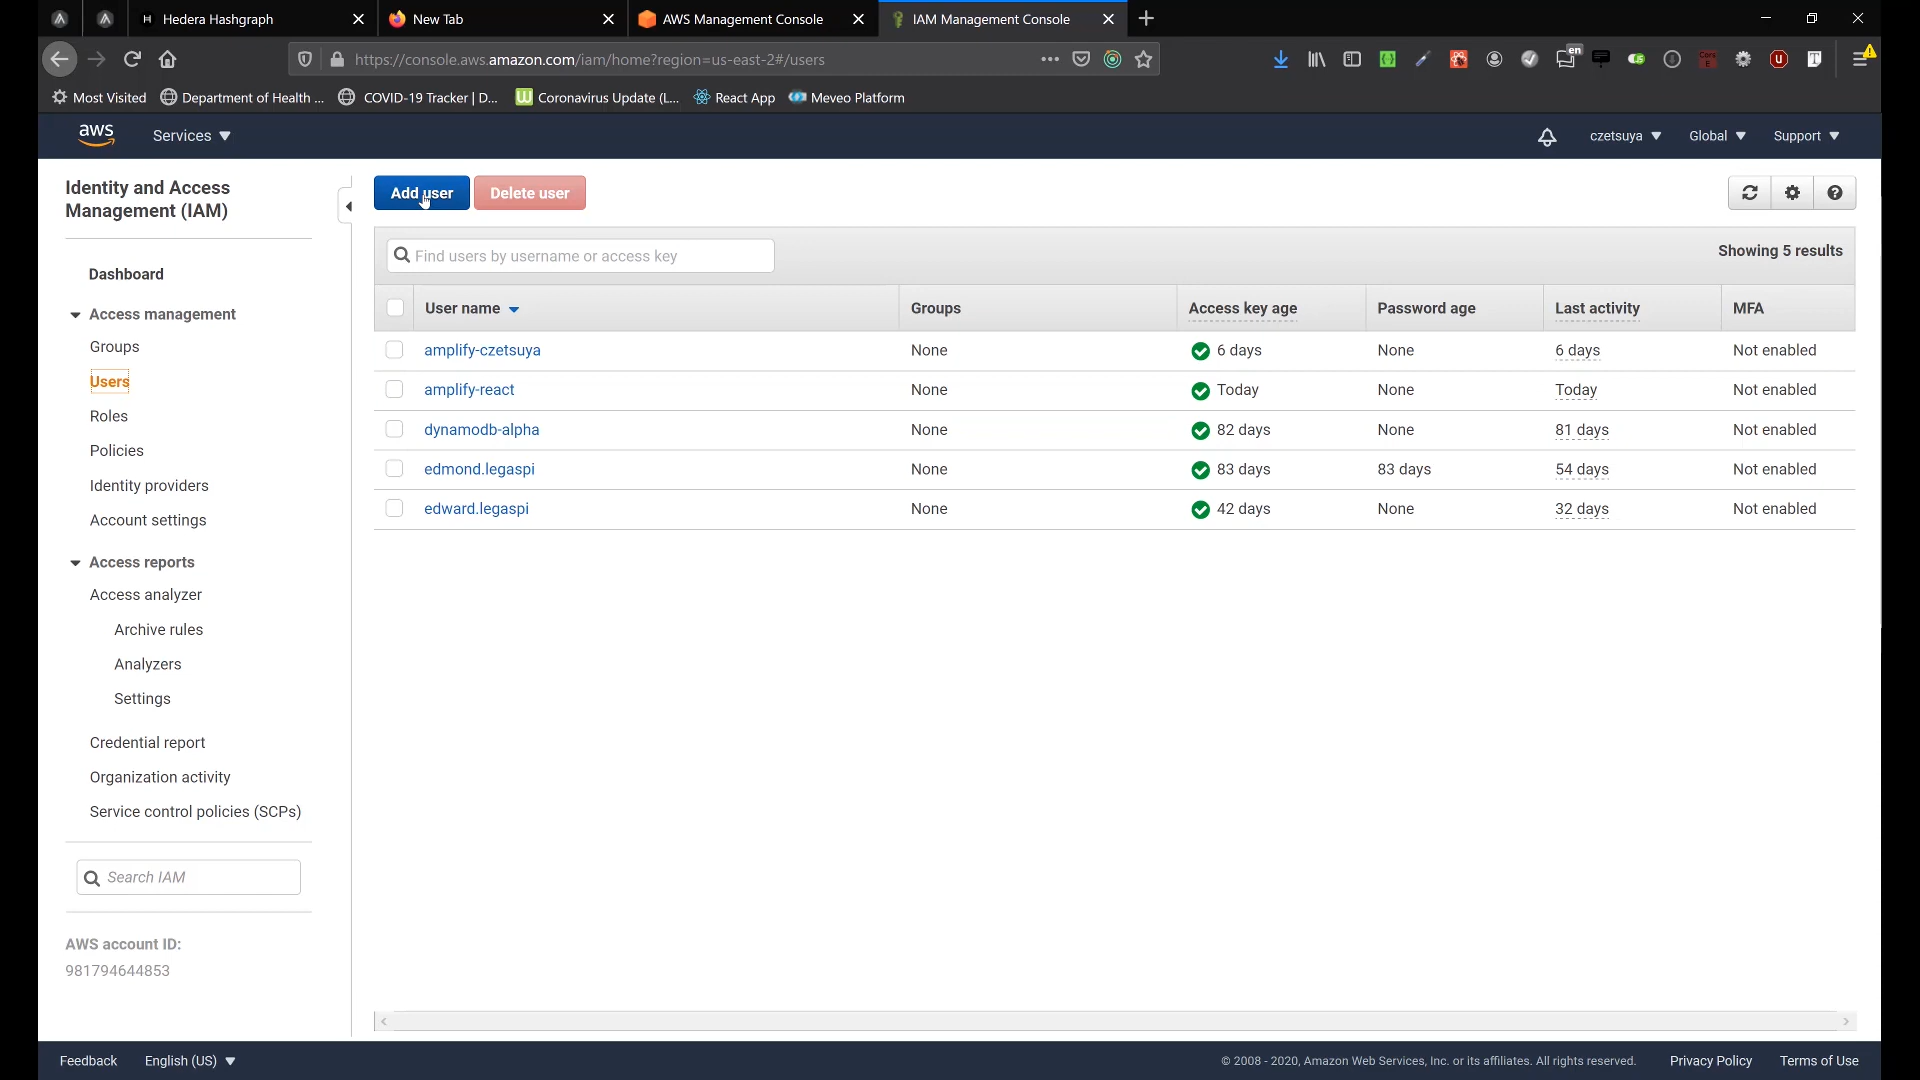 Hedera Hashgraph
New Tab
AWS Management Console
IAM Management Console
https://console.aws.amazon.com/iam/home?region=us-east-2#/users
en
Most Visited
Department of Health ...
COVID-19 Tracker | D...
Coronavirus Update (L...
React App
Meveo Platform
aws
Services
czetsuya
Global
Support
Identity and Access
Management (IAM)
Dashboard
Access management
Groups
Users
Roles
Policies
Identity providers
Account settings
Access reports
Access analyzer
Archive rules
Analyzers
Settings
Credential report
Organization activity
Service control policies (SCPs)
Search IAM
AWS account ID:
981794644853
Add user
Delete user
Find users by username or access key
Showing 5 results
User name Groups Access key age Password age Last activity MFA
amplify-czetsuya None 6 days None 6 days Not enabled
amplify-react None Today None Today Not enabled
dynamodb-alpha None 82 days None 81 days Not enabled
edmond.legaspi None 83 days 83 days 54 days Not enabled
edward.legaspi None 42 days None 32 days Not enabled
Feedback
English (US)
© 2008 - 2020, Amazon Web Services, Inc. or its affiliates. All rights reserved.
Privacy Policy
Terms of Use